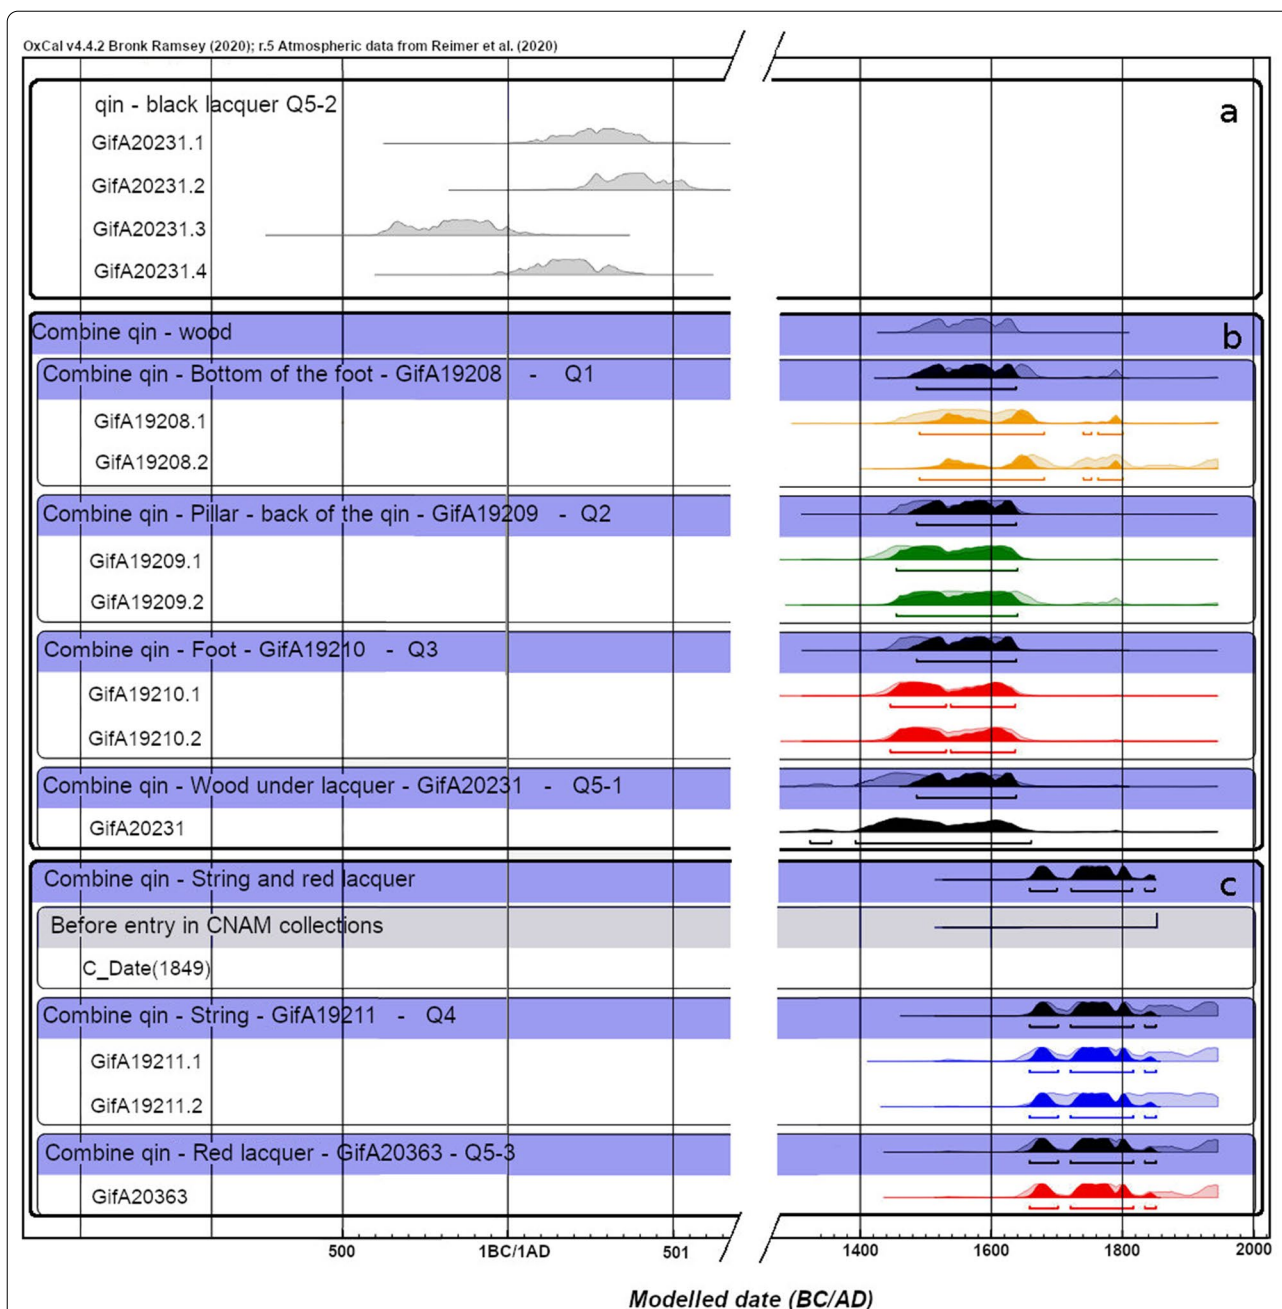 OxCal v4.4.2 Bronk Ramsey (2020); r.5 Atmospheric data from Reimer et al. (2020)
a
qin - black lacquer Q5-2
GifA20231.1
GifA20231.2
GifA20231.3
GifA20231.4
Combine qin - wood
b
Combine qin - Bottom of the foot - GifA19208 - Q1
GifA19208.1
GifA19208.2
Combine qin - Pillar - back of the qin - GifA19209 - Q2
GifA19209.1
GifA19209.2
Combine qin - Foot - GifA19210 - Q3
GifA19210.1
GifA19210.2
Combine qin - Wood under lacquer - GifA20231 - Q5-1
GifA20231
Combine qin - String and red lacquer
c
Before entry in CNAM collections
C_Date(1849)
Combine qin - String - GifA19211 - Q4
GifA19211.1
GifA19211.2
Combine qin - Red lacquer - GifA20363 - Q5-3
GifA20363
500 1BC/1AD 501 1400 1600 1800 2000
Modelled date (BC/AD)